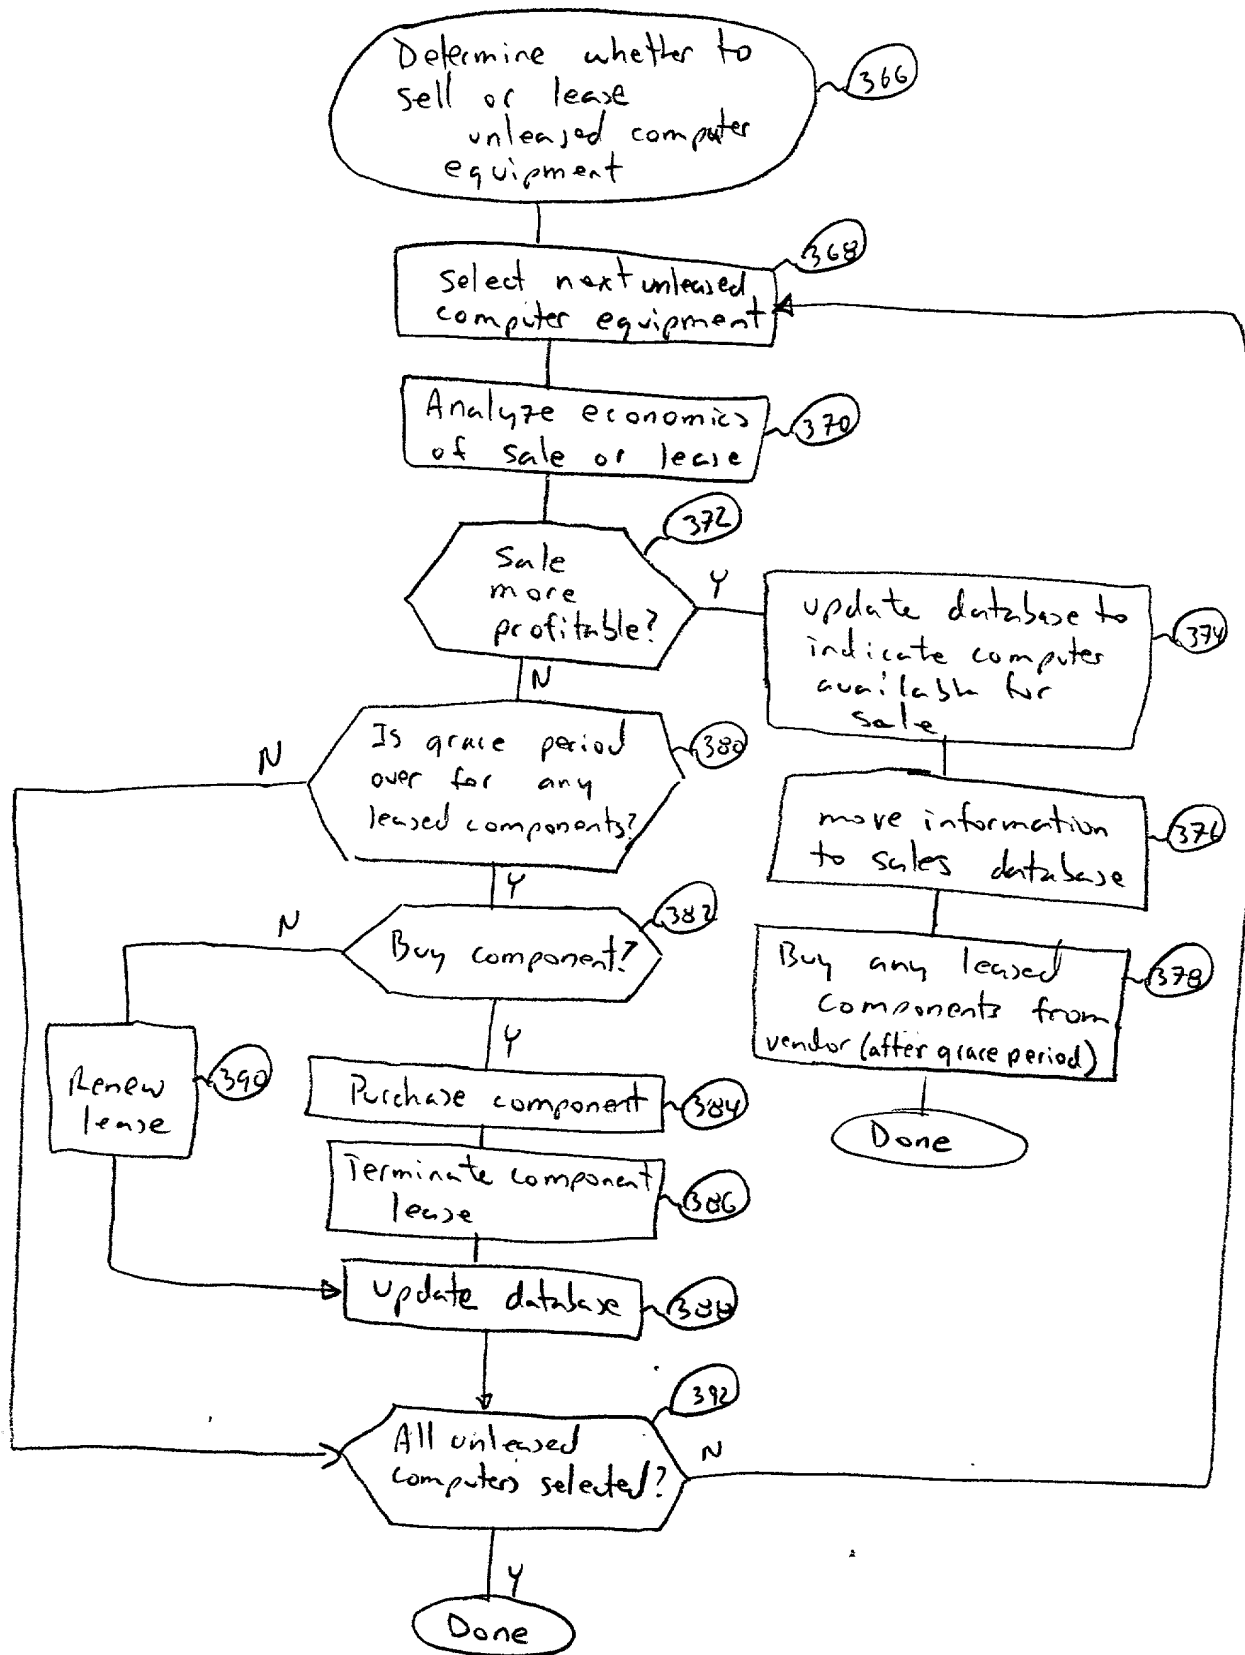 Determine whether to
sell or lease
unleased computer
equipment
366
368
Select next unleased
computer equipment
Analyze economics
of sale or lease
370
372
Sale
more
profitable?
Y
N
update database to
indicate computer
available for
sale
374
Is grace period
over for any
leased components?
380
N
Y
move information
to sales database
376
382
Buy component?
N
Y
Buy any leased
components from
vendor (after grace period)
378
Renew
lease
390
Purchase component
384
Done
Terminate component
lease
386
update database
388
392
All unleased
computers selected?
N
Y
Done